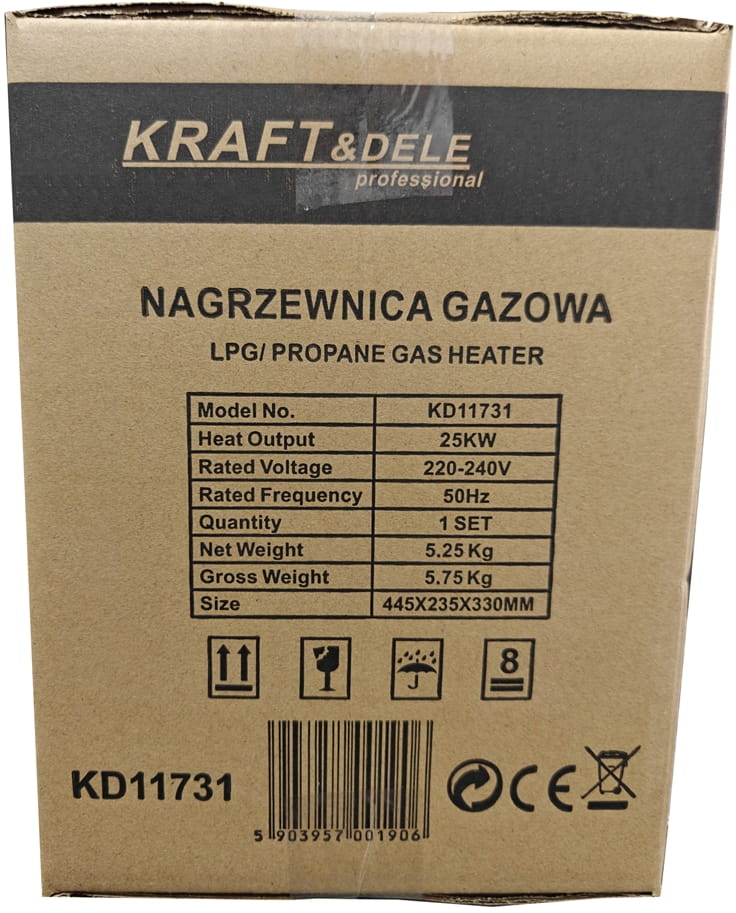 KRAFT&DELE
professional
NAGRZEWNICA GAZOWA
LPG/ PROPANE GAS HEATER
Model No. KD11731
Heat Output 25KW
Rated Voltage 220-240V
Rated Frequency 50Hz
Quantity 1 SET
Net Weight 5.25 Kg
Gross Weight 5.75 Kg
Size 445X235X330MM
8
KD11731
CE
5 903957 001906